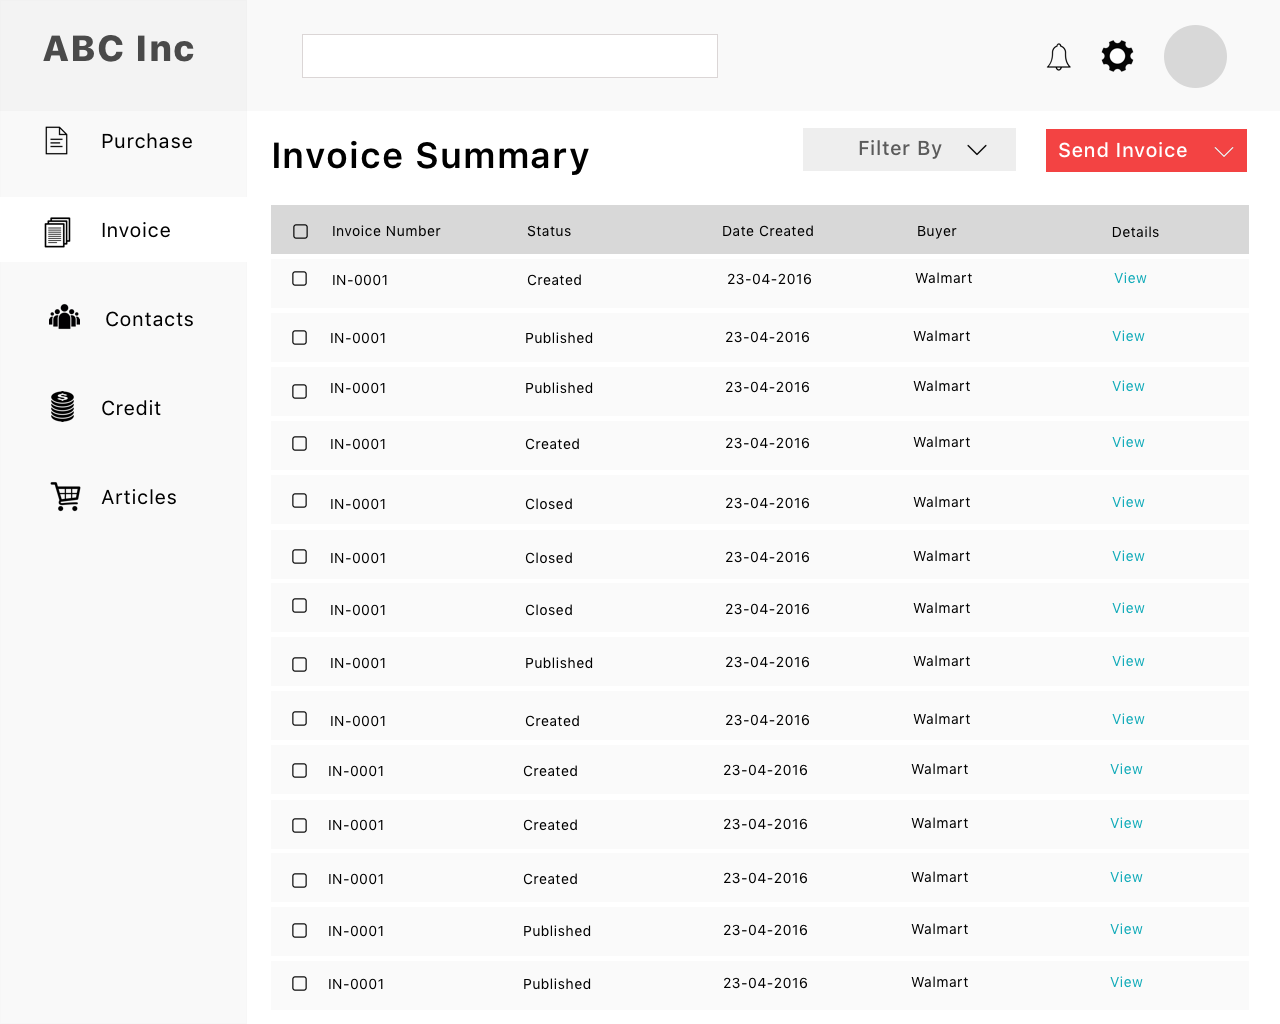 ABC Inc
Purchase
Invoice
Contacts
Credit
Articles
Invoice Summary
Filter By
Send Invoice
Invoice Number Status Date Created Buyer Details
IN-0001 Created 23-04-2016 Walmart View
IN-0001 Published 23-04-2016 Walmart View
IN-0001 Published 23-04-2016 Walmart View
IN-0001 Created 23-04-2016 Walmart View
IN-0001 Closed 23-04-2016 Walmart View
IN-0001 Closed 23-04-2016 Walmart View
IN-0001 Closed 23-04-2016 Walmart View
IN-0001 Published 23-04-2016 Walmart View
IN-0001 Created 23-04-2016 Walmart View
IN-0001 Created 23-04-2016 Walmart View
IN-0001 Created 23-04-2016 Walmart View
IN-0001 Created 23-04-2016 Walmart View
IN-0001 Published 23-04-2016 Walmart View
IN-0001 Published 23-04-2016 Walmart View